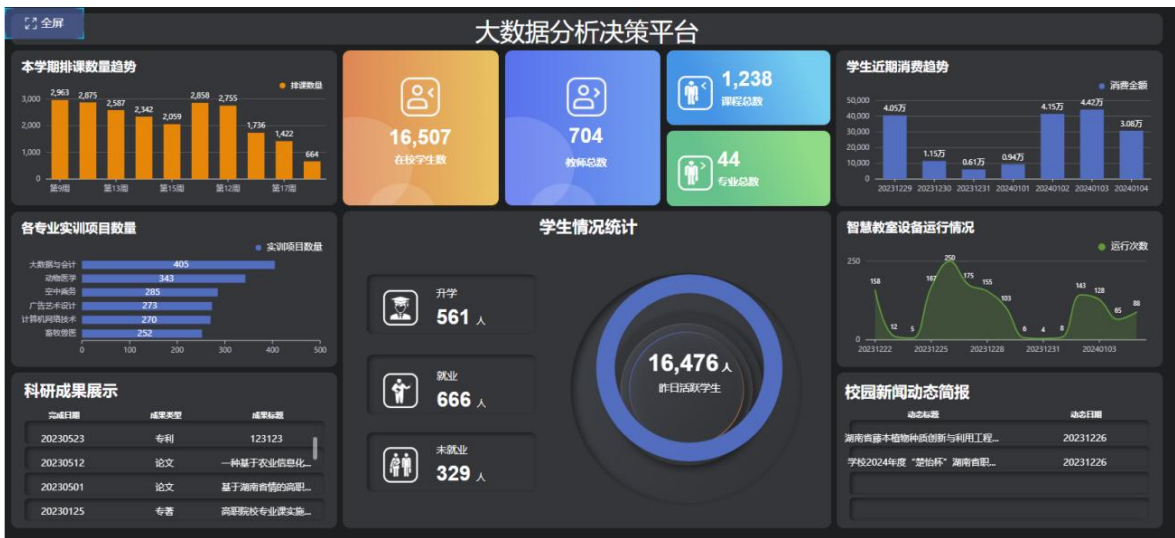 全屏
大数据分析决策平台
本学期排课数量趋势
排课数量
3,000
2,000
1,000
0
2,963 2,875 2,587 2,342 2,059 2,858 2,755 1,736 1,422 664
第9周 第13周 第15周 第12周 第17周
16,507
在校学生数
704
教师总数
1,238
课程总数
44
专业总数
学生近期消费趋势
消费金额
50,000
40,000
30,000
20,000
10,000
0
4.05万 1.15万 0.61万 0.94万 4.15万 4.42万 3.08万
20231229 20231230 20231231 20240101 20240102 20240103 20240104
各专业实训项目数量
实训项目数量
大数据与会计 405
动物医学 343
空中乘务 285
广告艺术设计 273
计算机网络技术 270
畜牧兽医 252
0 100 200 300 400 500
学生情况统计
升学
561 人
就业
666 人
未就业
329 人
16,476 人
昨日活跃学生
智慧教室设备运行情况
运行次数
250
0
158 12 5 167 250 175 155 103 6 4 8 143 128 65 88
20231222 20231225 20231228 20231231 20240103
科研成果展示
完成日期 成果类型 成果标题
20230523 专利 123123
20230512 论文 一种基于农业信息化...
20230501 论文 基于湖南省情的高职...
20230125 专著 高职院校专业课实施...
校园新闻动态简报
动态标题 动态日期
湖南省藤本植物种质创新与利用工程... 20231226
学校2024年度“楚怡杯”湖南省职... 20231226